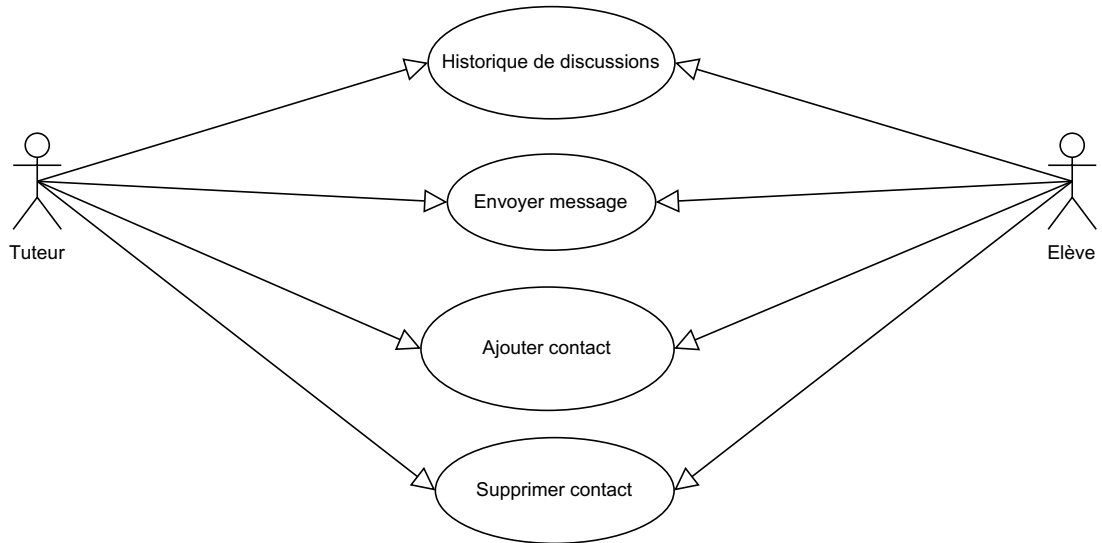 Historique de discussions
Envoyer message
Tuteur
Elève
Ajouter contact
Supprimer contact